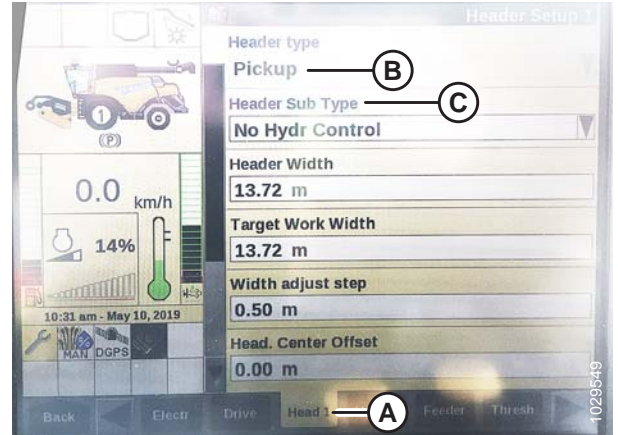 Header Setup 1
Header type
Pickup
B
Header Sub Type
C
No Hydr Control
1
(P)
Header Width
13.72 m
0.0 km/h
Target Work Width
13.72 m
F
14%
Width adjust step
0.50 m
10:31 am - May 10, 2019
Head. Center Offset
MAN DGPS
0.00 m
Back
Electr
Drive
Head 1
A
Feeder
Thresh
1029549